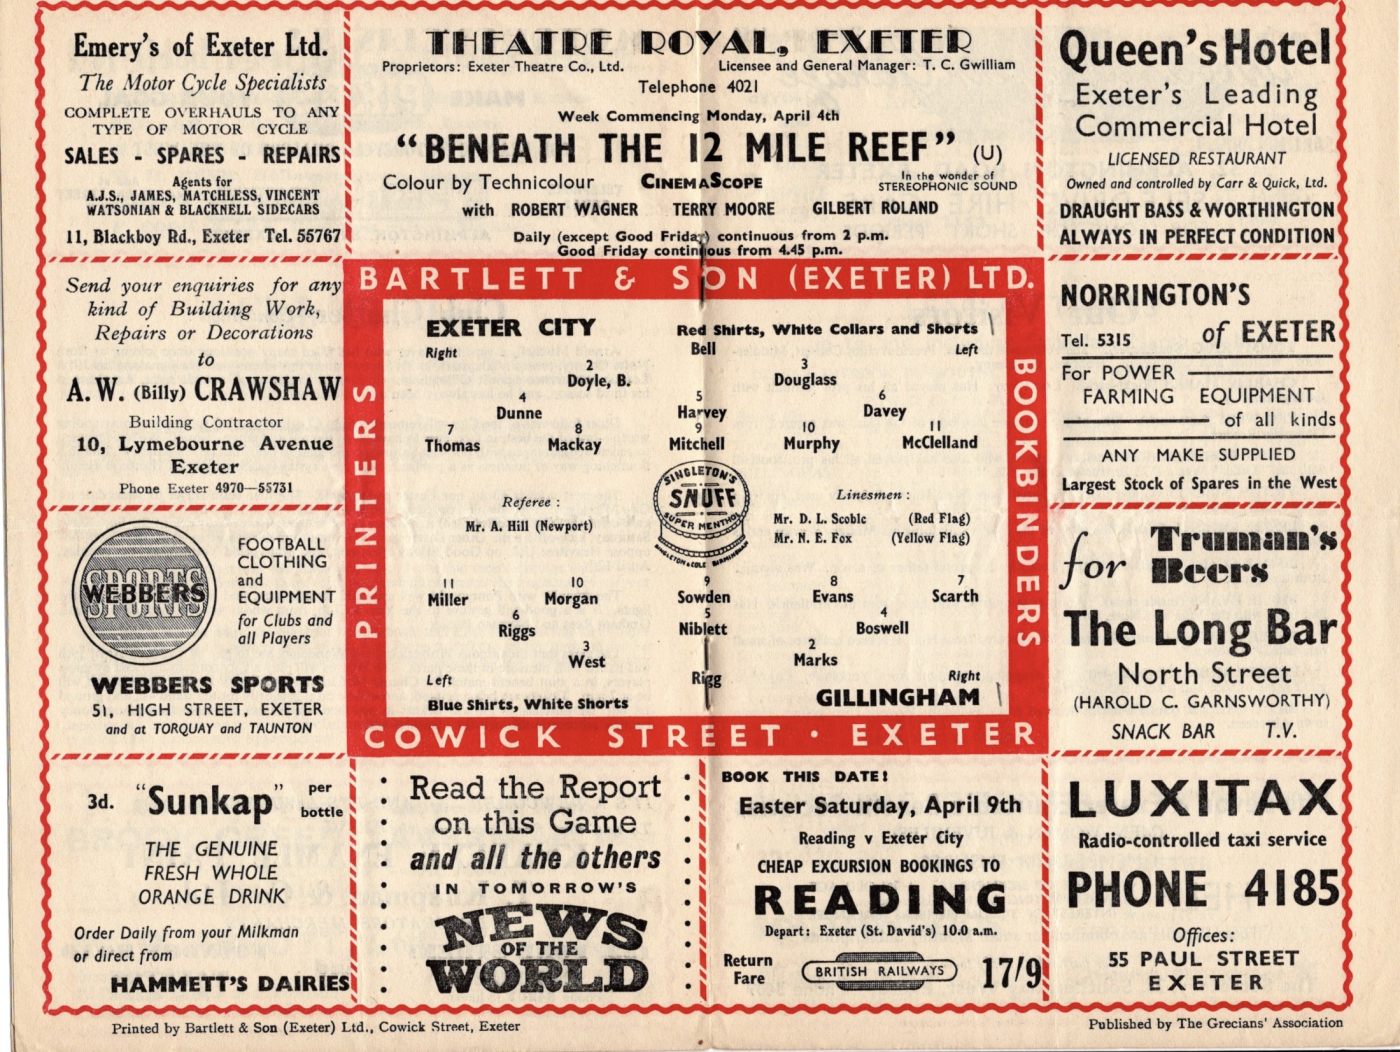 Emery's of Exeter Ltd.
The Motor Cycle Specialists
COMPLETE OVERHAULS TO ANY
TYPE OF MOTOR CYCLE
SALES - SPARES - REPAIRS
Agents for
A.J.S., JAMES, MATCHLESS, VINCENT
WATSONIAN & BLACKNELL SIDECARS
11, Blackboy Rd., Exeter Tel. 55767
THEATRE ROYAL, EXETER
Proprietors: Exeter Theatre Co., Ltd. Licensee and General Manager: T. C. Gwilliam
Telephone 4021
Week Commencing Monday, April 4th
"BENEATH THE 12 MILE REEF" (U)
Colour by Technicolour CINEMASCOPE In the wonder of
STEREOPHONIC SOUND
with ROBERT WAGNER TERRY MOORE GILBERT ROLAND
Daily (except Good Friday) continuous from 2 p.m.
Good Friday continuous from 4.45 p.m.
Queen's Hotel
Exeter's Leading
Commercial Hotel
LICENSED RESTAURANT
Owned and controlled by Carr & Quick, Ltd.
DRAUGHT BASS & WORTHINGTON
ALWAYS IN PERFECT CONDITION
Send your enquiries for any
kind of Building Work,
Repairs or Decorations
to
A. W. (Billy) CRAWSHAW
Building Contractor
10, Lymebourne Avenue
Exeter
Phone Exeter 4970—55731
BARTLETT & SON (EXETER) LTD.
PRINTERS
BOOKBINDERS
EXETER CITY Red Shirts, White Collars and Shorts
Right Bell Left
2 3
Doyle, B. Douglass
4 5 6
Dunne Harvey Davey
7 8 9 10 11
Thomas Mackay Mitchell Murphy McClelland
Referee :
Mr. A. Hill (Newport)
SINGLETON'S
SNUFF
SUPER MENTHOL
SINGLETON & COLE BIRMINGHAM
Linesmen :
Mr. D. L. Scoble (Red Flag)
Mr. N. E. Fox (Yellow Flag)
11 10 9 8 7
Miller Morgan Sowden Evans Scarth
6 5 4
Riggs Niblett Boswell
3 2
West Marks
Left Rigg Right
Blue Shirts, White Shorts GILLINGHAM
COWICK STREET · EXETER
NORRINGTON'S
Tel. 5315 of EXETER
For POWER
FARMING EQUIPMENT
of all kinds
ANY MAKE SUPPLIED
Largest Stock of Spares in the West
WEBBERS
SPORTS
FOOTBALL
CLOTHING
and
EQUIPMENT
for Clubs and
all Players
WEBBERS SPORTS
51, HIGH STREET, EXETER
and at TORQUAY and TAUNTON
for Truman's
Beers
The Long Bar
North Street
(HAROLD C. GARNSWORTHY)
SNACK BAR T.V.
3d. "Sunkap" per
bottle
THE GENUINE
FRESH WHOLE
ORANGE DRINK
Order Daily from your Milkman
or direct from
HAMMETT'S DAIRIES
Read the Report
on this Game
and all the others
IN TOMORROW'S
NEWS
OF THE
WORLD
BOOK THIS DATE!
Easter Saturday, April 9th
Reading v Exeter City
CHEAP EXCURSION BOOKINGS TO
READING
Depart: Exeter (St. David's) 10.0 a.m.
Return
Fare BRITISH RAILWAYS 17/9
LUXITAX
Radio-controlled taxi service
PHONE 4185
Offices:
55 PAUL STREET
EXETER
Printed by Bartlett & Son (Exeter) Ltd., Cowick Street, Exeter
Published by The Grecians' Association